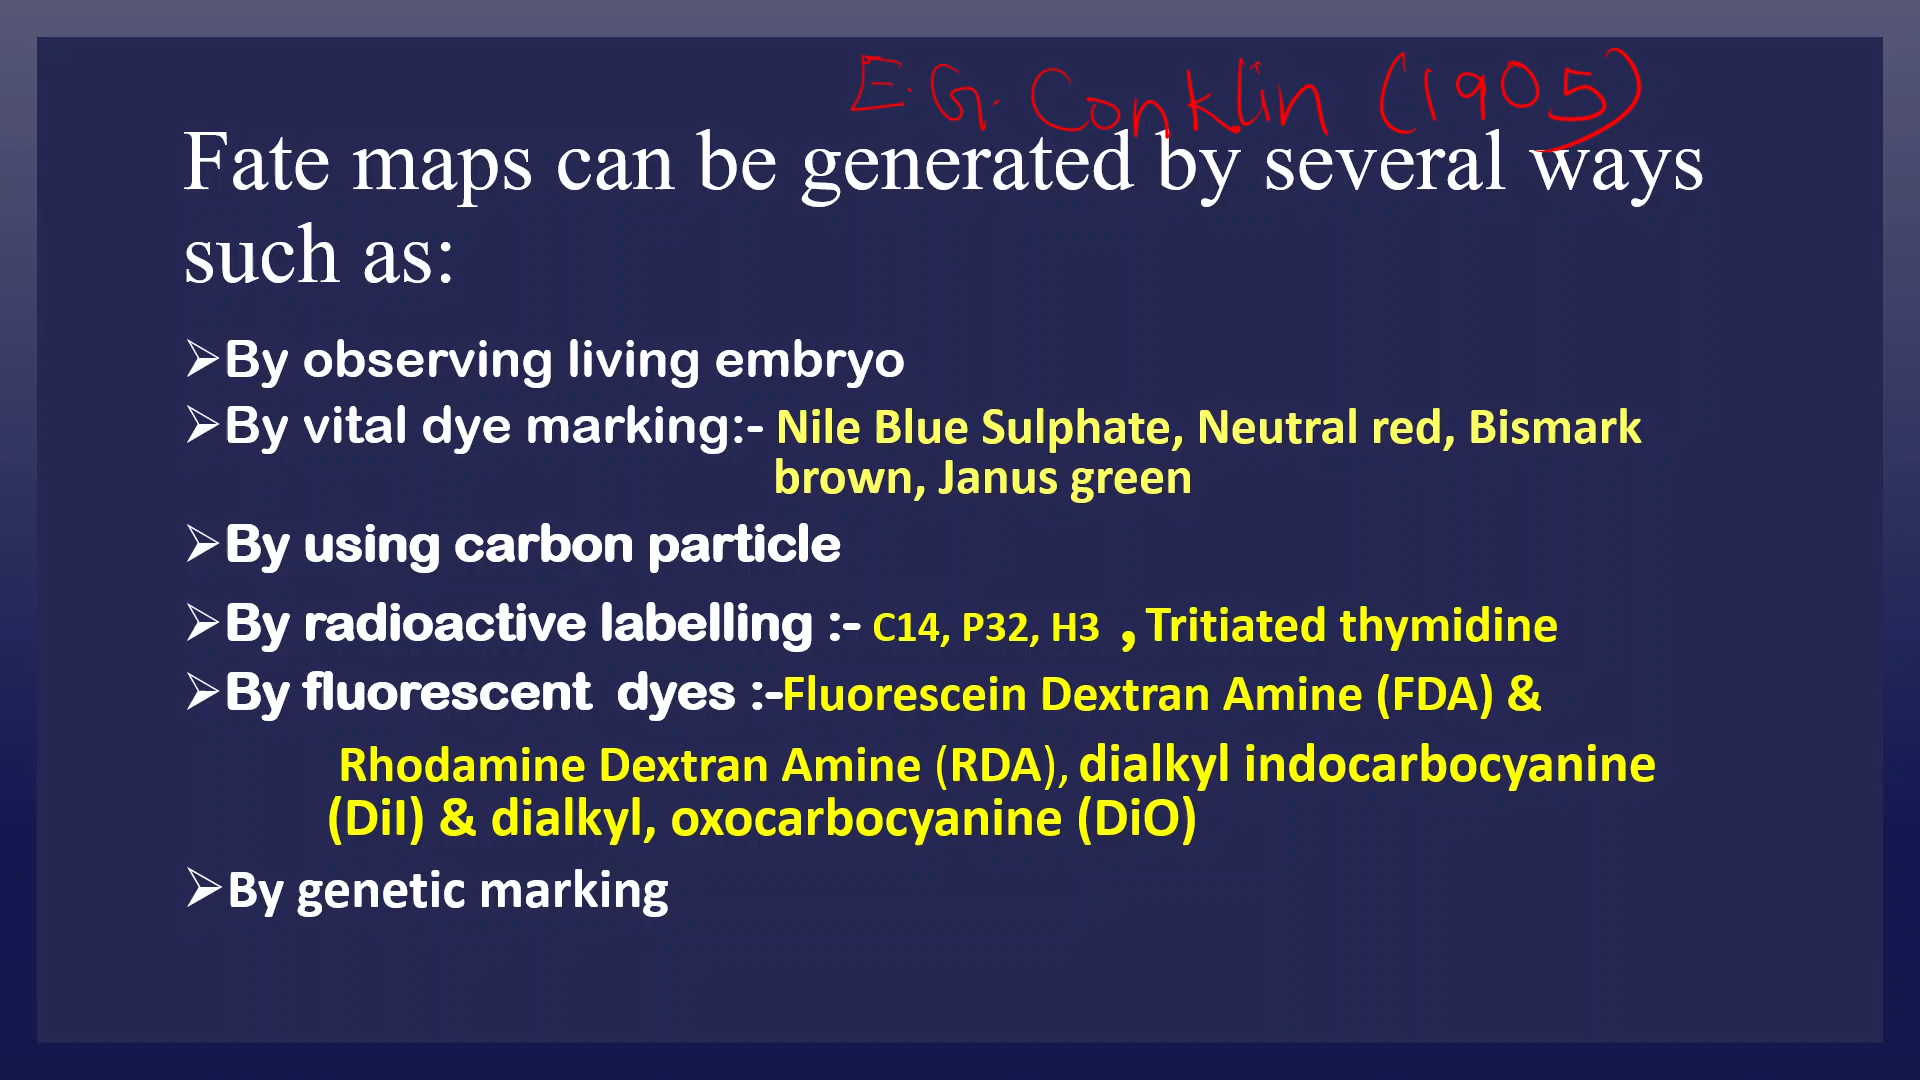 E.G. Conklin (1905)
Fate maps can be generated by several ways
such as:
➢By observing living embryo
➢By vital dye marking:- Nile Blue Sulphate, Neutral red, Bismark
brown, Janus green
➢By using carbon particle
➢By radioactive labelling :- C14, P32, H3 , Tritiated thymidine
➢By fluorescent dyes :-Fluorescein Dextran Amine (FDA) &
Rhodamine Dextran Amine (RDA), dialkyl indocarbocyanine
(DiI) & dialkyl, oxocarbocyanine (DiO)
➢By genetic marking